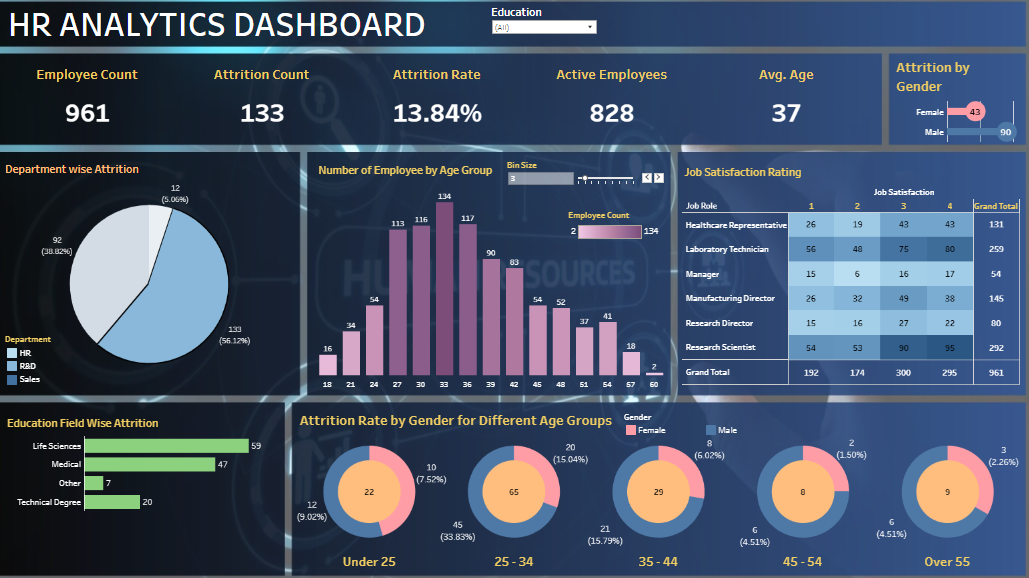 HR ANALYTICS DASHBOARD
Education
(All)
Employee Count
Attrition Count
Attrition Rate
Active Employees
Avg. Age
961
133
13.84%
828
37
Attrition by
Gender
Female
43
Male
90
Department wise Attrition
12
(5.06%)
92
(38.82%)
133
(56.12%)
Department
HR
R&D
Sales
Number of Employee by Age Group
Bin Size
3
Employee Count
2
134
16
34
54
113
116
134
117
90
83
54
52
37
41
18
2
18
21
24
27
30
33
36
39
42
45
48
51
54
57
60
Job Satisfaction Rating
Job Satisfaction
Job Role 1 2 3 4 Grand Total
Healthcare Representative 26 19 43 43 131
Laboratory Technician 56 48 75 80 259
Manager 15 6 16 17 54
Manufacturing Director 26 32 49 38 145
Research Director 15 16 27 22 80
Research Scientist 54 53 90 95 292
Grand Total 192 174 300 295 961
Education Field Wise Attrition
Life Sciences 59
Medical 47
Other 7
Technical Degree 20
Attrition Rate by Gender for Different Age Groups
Gender
Female
Male
10
(7.52%)
22
12
(9.02%)
Under 25
20
(15.04%)
65
45
(33.83%)
25 - 34
8
(6.02%)
29
21
(15.79%)
35 - 44
2
(1.50%)
8
6
(4.51%)
45 - 54
3
(2.26%)
9
6
(4.51%)
Over 55